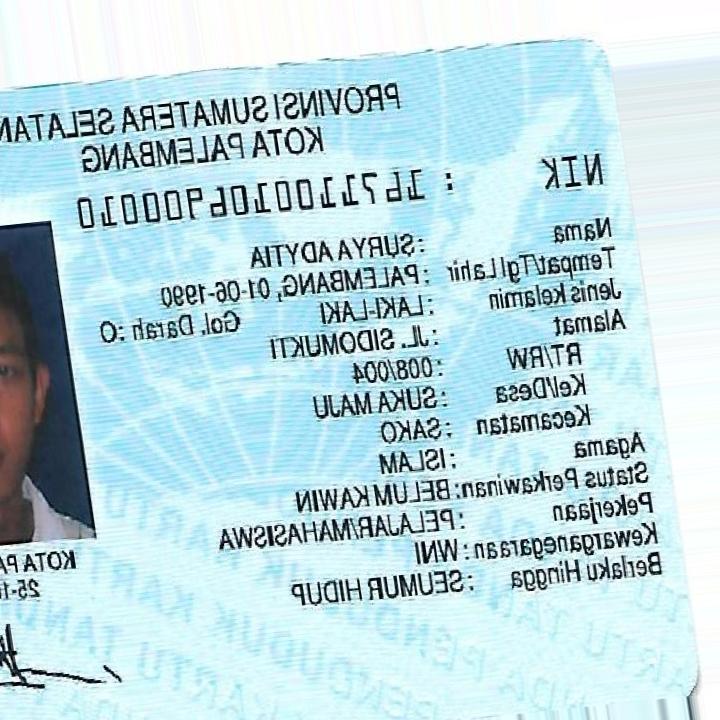 PROVINSI SUMATERA SELATAN
KOTA PALEMBANG
NIK : 1671100106900010
Nama : SURYA ADYTIA
Tempat/Tgl Lahir : PALEMBANG, 01-06-1990
Jenis kelamin : LAKI-LAKI Gol. Darah : O
Alamat : JL. SIDOMUKTI
RT/RW : 008/004
Kel/Desa : SUKA MAJU
Kecamatan : SAKO
Agama : ISLAM
Status Perkawinan: BELUM KAWIN
Pekerjaan : PELAJAR/MAHASISWA
Kewarganegaraan: WNI
Berlaku Hingga : SEUMUR HIDUP
KOTA PA
25-1